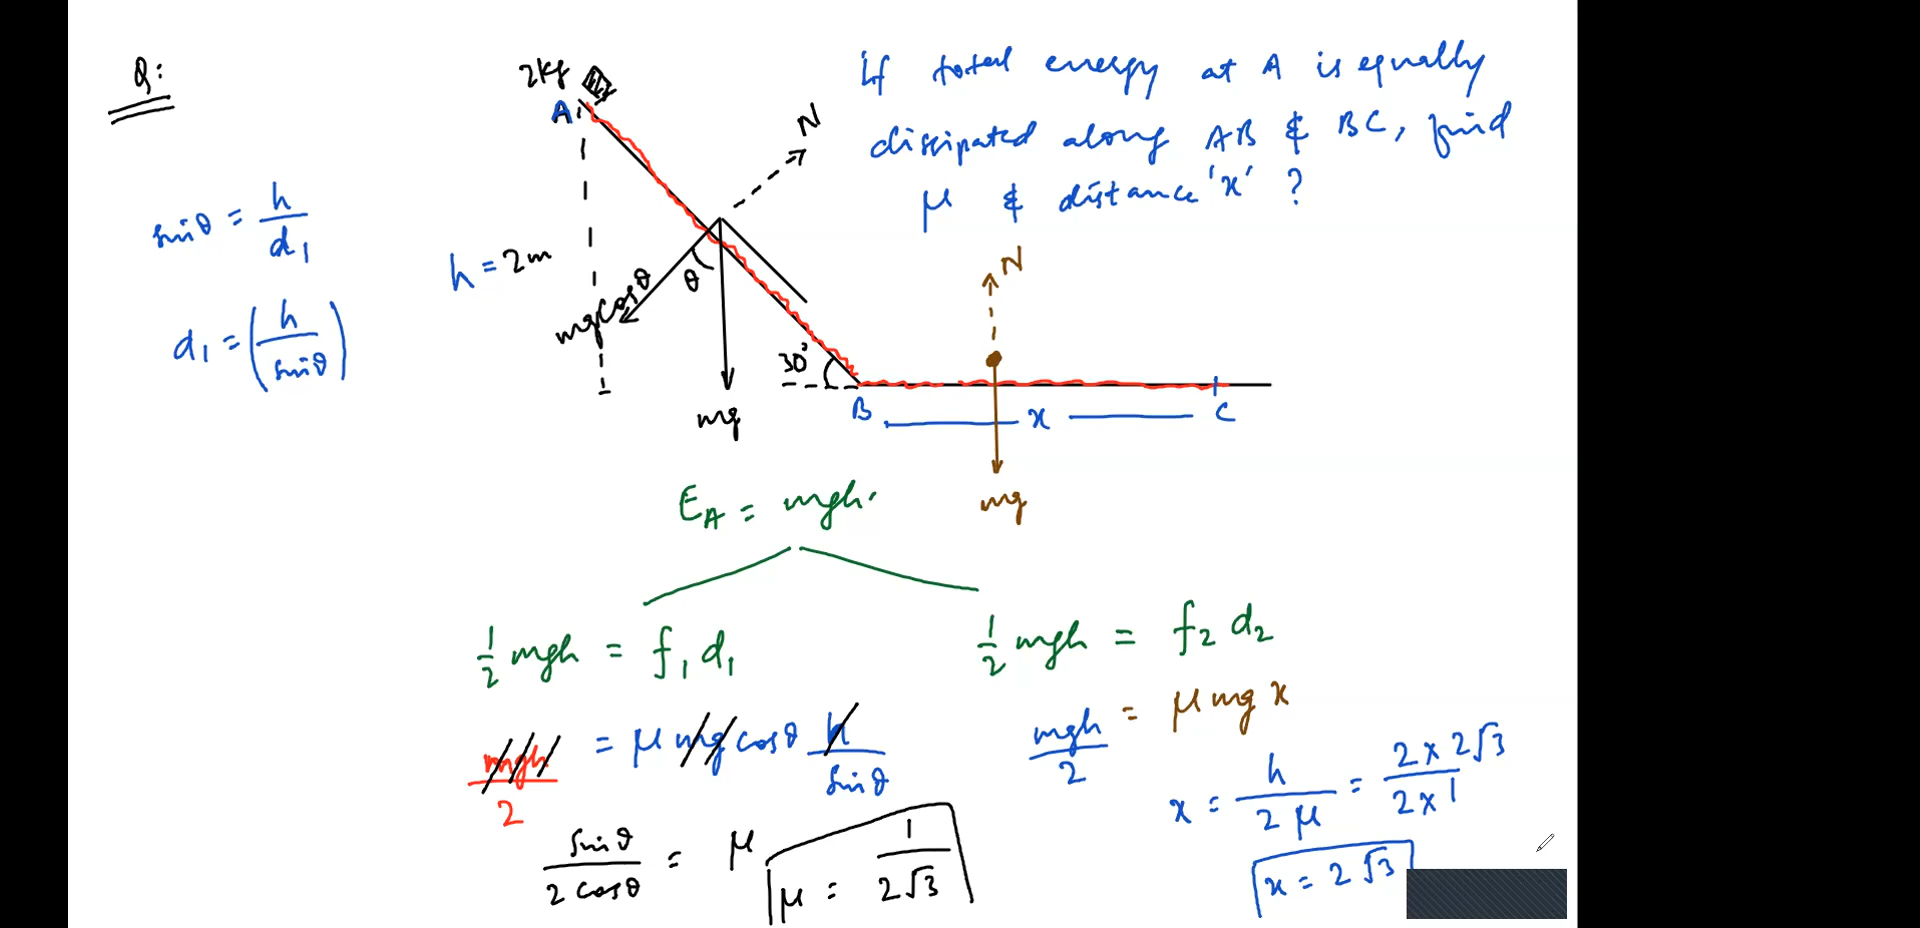 Q:
2kg
A
If total energy at A is equally
dissipated along AB & BC, find
μ & distance 'x' ?
N
sinθ = h/d₁
h = 2m
d₁ = (h/sinθ)
mgcosθ
θ
mg
30°
B
x
C
N
mg
E_A = mgh.
1/2 mgh = f₁ d₁
1/2 mgh = f₂ d₂
mgh/2 = μ mg cosθ h/sinθ
mgh/2 = μ mg x
sinθ/2 cosθ = μ
μ = 1/2√3
x = h/2μ = 2×2√3/2×1
x = 2√3